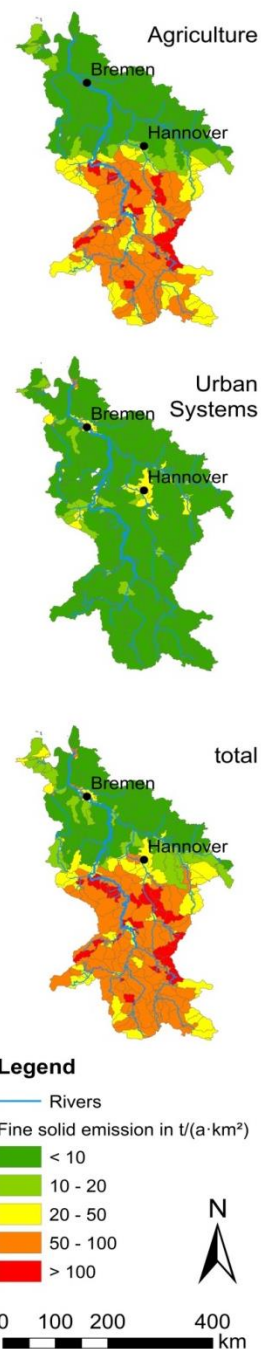 Agriculture
Bremen
Hannover
Urban
Systems
Bremen
Hannover
total
Bremen
Hannover
Legend
Rivers
Fine solid emission in t/(a·km²)
< 10
10 - 20
20 - 50
50 - 100
> 100
N
0 100 200 400
km